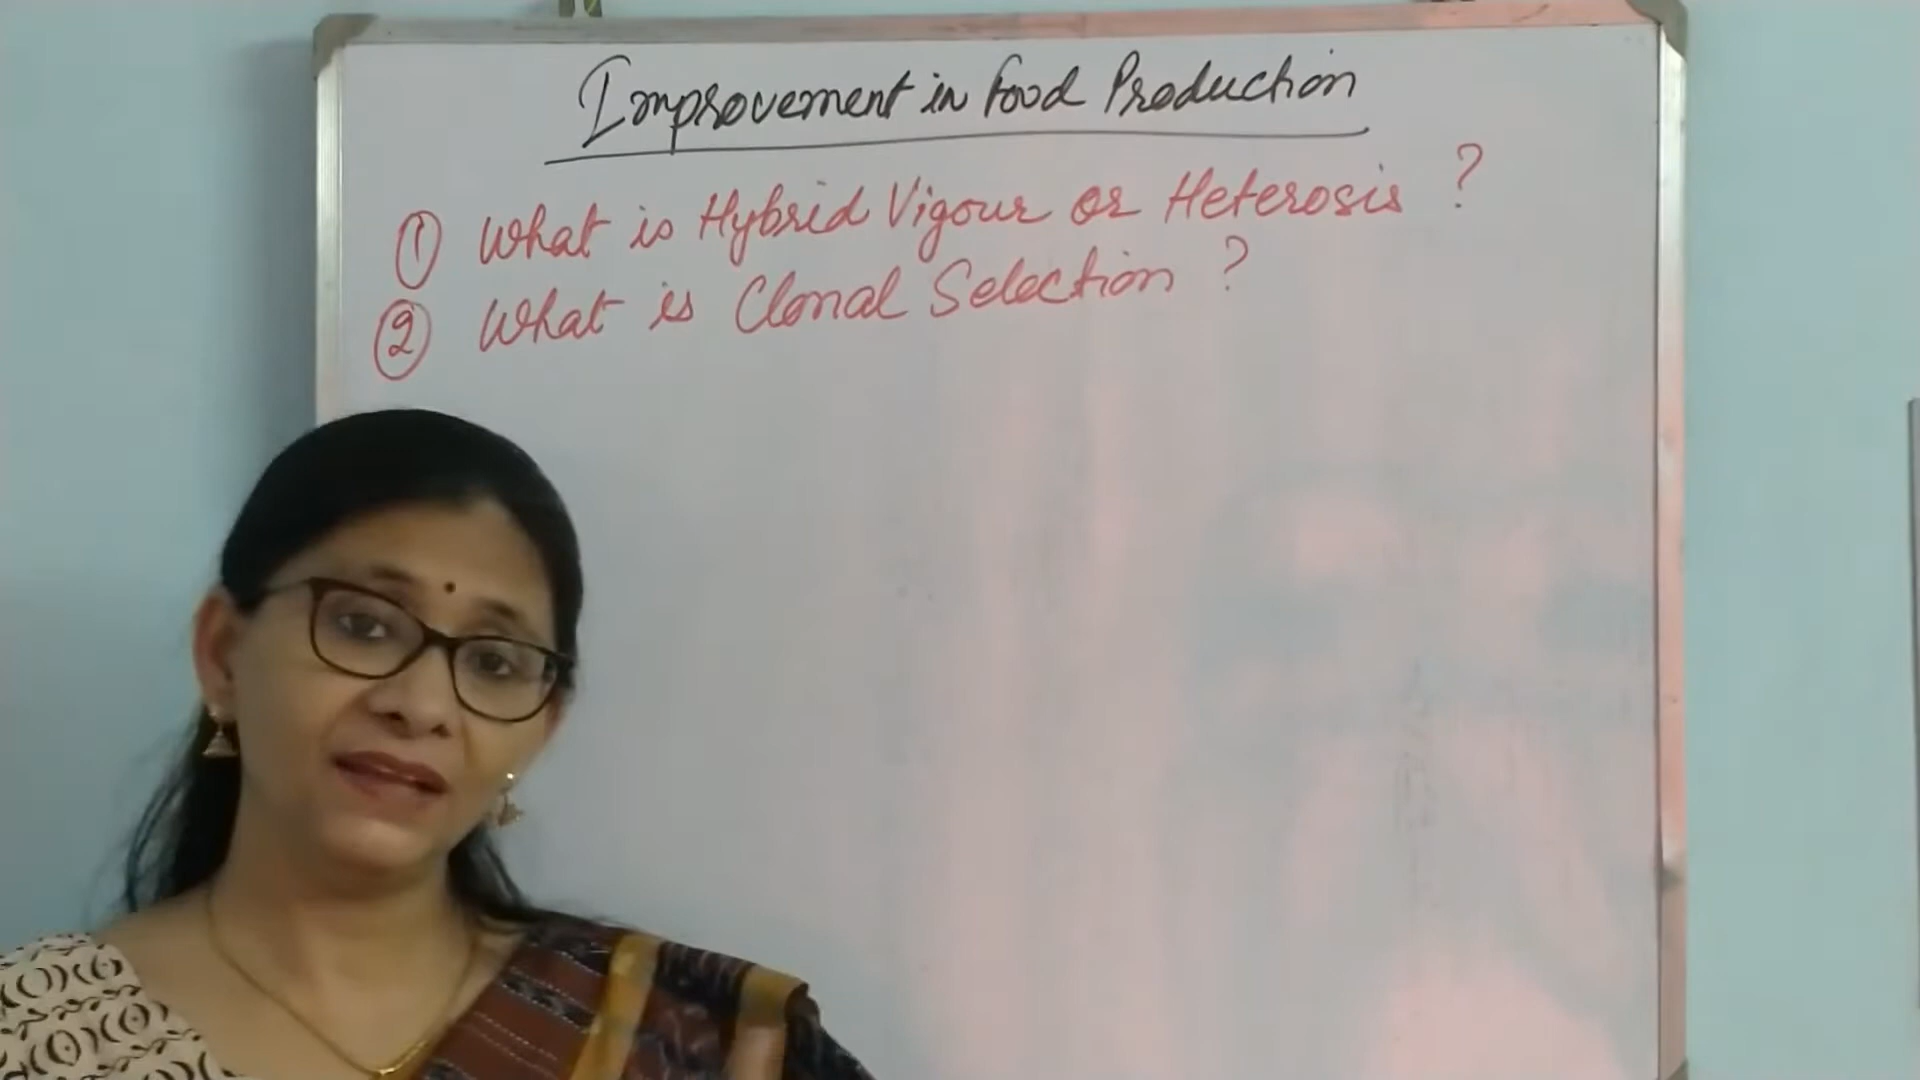 Improvement in Food Production
① What is Hybrid Vigour or Heterosis ?
② What is Clonal Selection ?